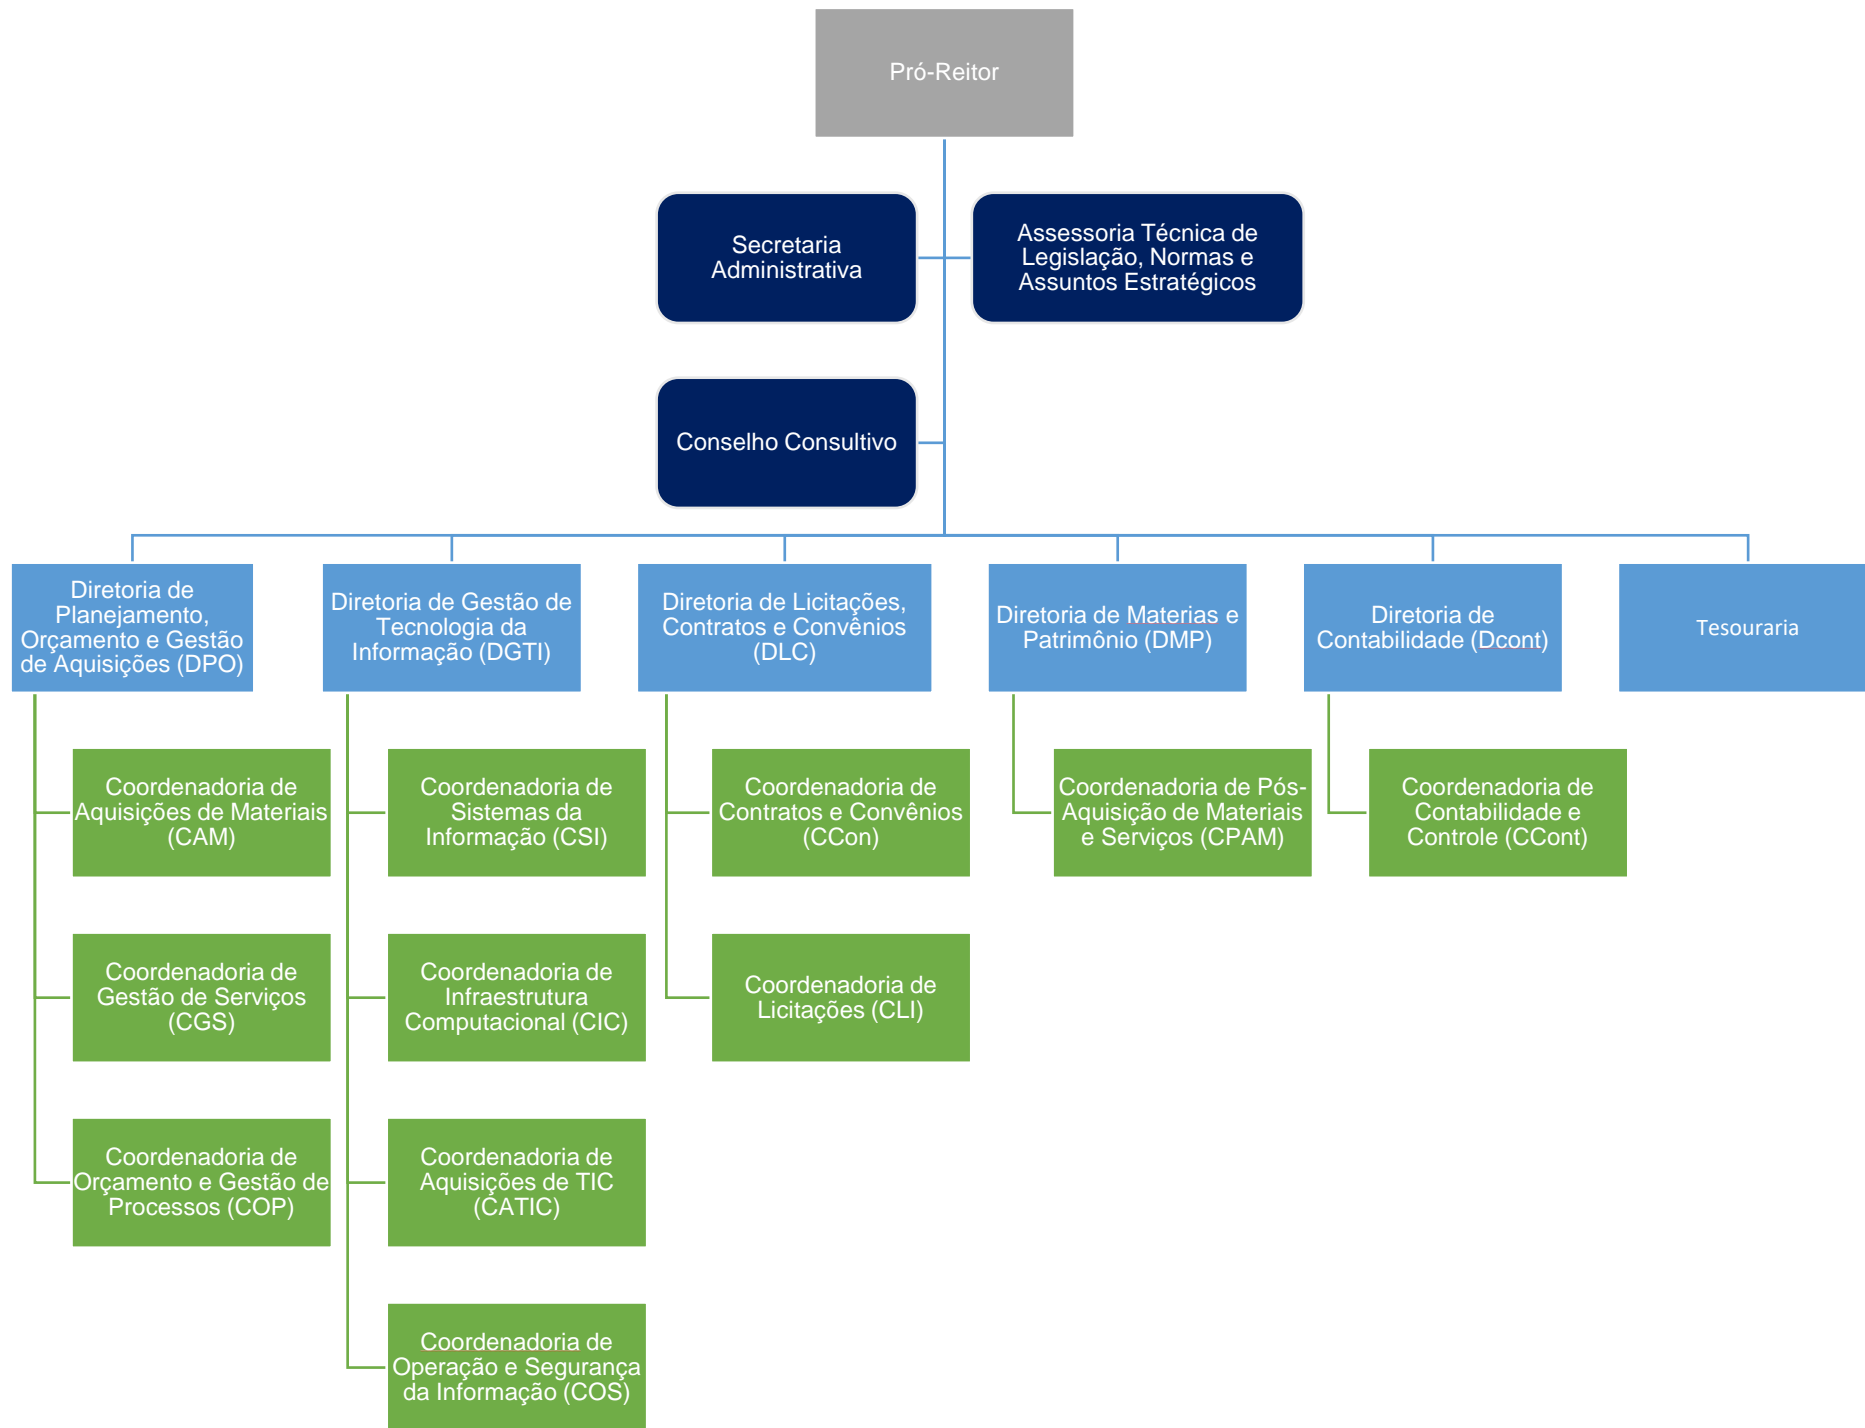 Pró-Reitor
Secretaria
Administrativa
Assessoria Técnica de
Legislação, Normas e
Assuntos Estratégicos
Conselho Consultivo
Diretoria de
Planejamento,
Orçamento e Gestão
de Aquisições (DPO)
Diretoria de Gestão de
Tecnologia da
Informação (DGTI)
Diretoria de Licitações,
Contratos e Convênios
(DLC)
Diretoria de Materias e
Patrimônio (DMP)
Diretoria de
Contabilidade (Dcont)
Tesouraria
Coordenadoria de
Aquisições de Materiais
(CAM)
Coordenadoria de
Sistemas da
Informação (CSI)
Coordenadoria de
Contratos e Convênios
(CCon)
Coordenadoria de Pós-
Aquisição de Materiais
e Serviços (CPAM)
Coordenadoria de
Contabilidade e
Controle (CCont)
Coordenadoria de
Gestão de Serviços
(CGS)
Coordenadoria de
Infraestrutura
Computacional (CIC)
Coordenadoria de
Licitações (CLI)
Coordenadoria de
Orçamento e Gestão de
Processos (COP)
Coordenadoria de
Aquisições de TIC
(CATIC)
Coordenadoria de
Operação e Segurança
da Informação (COS)